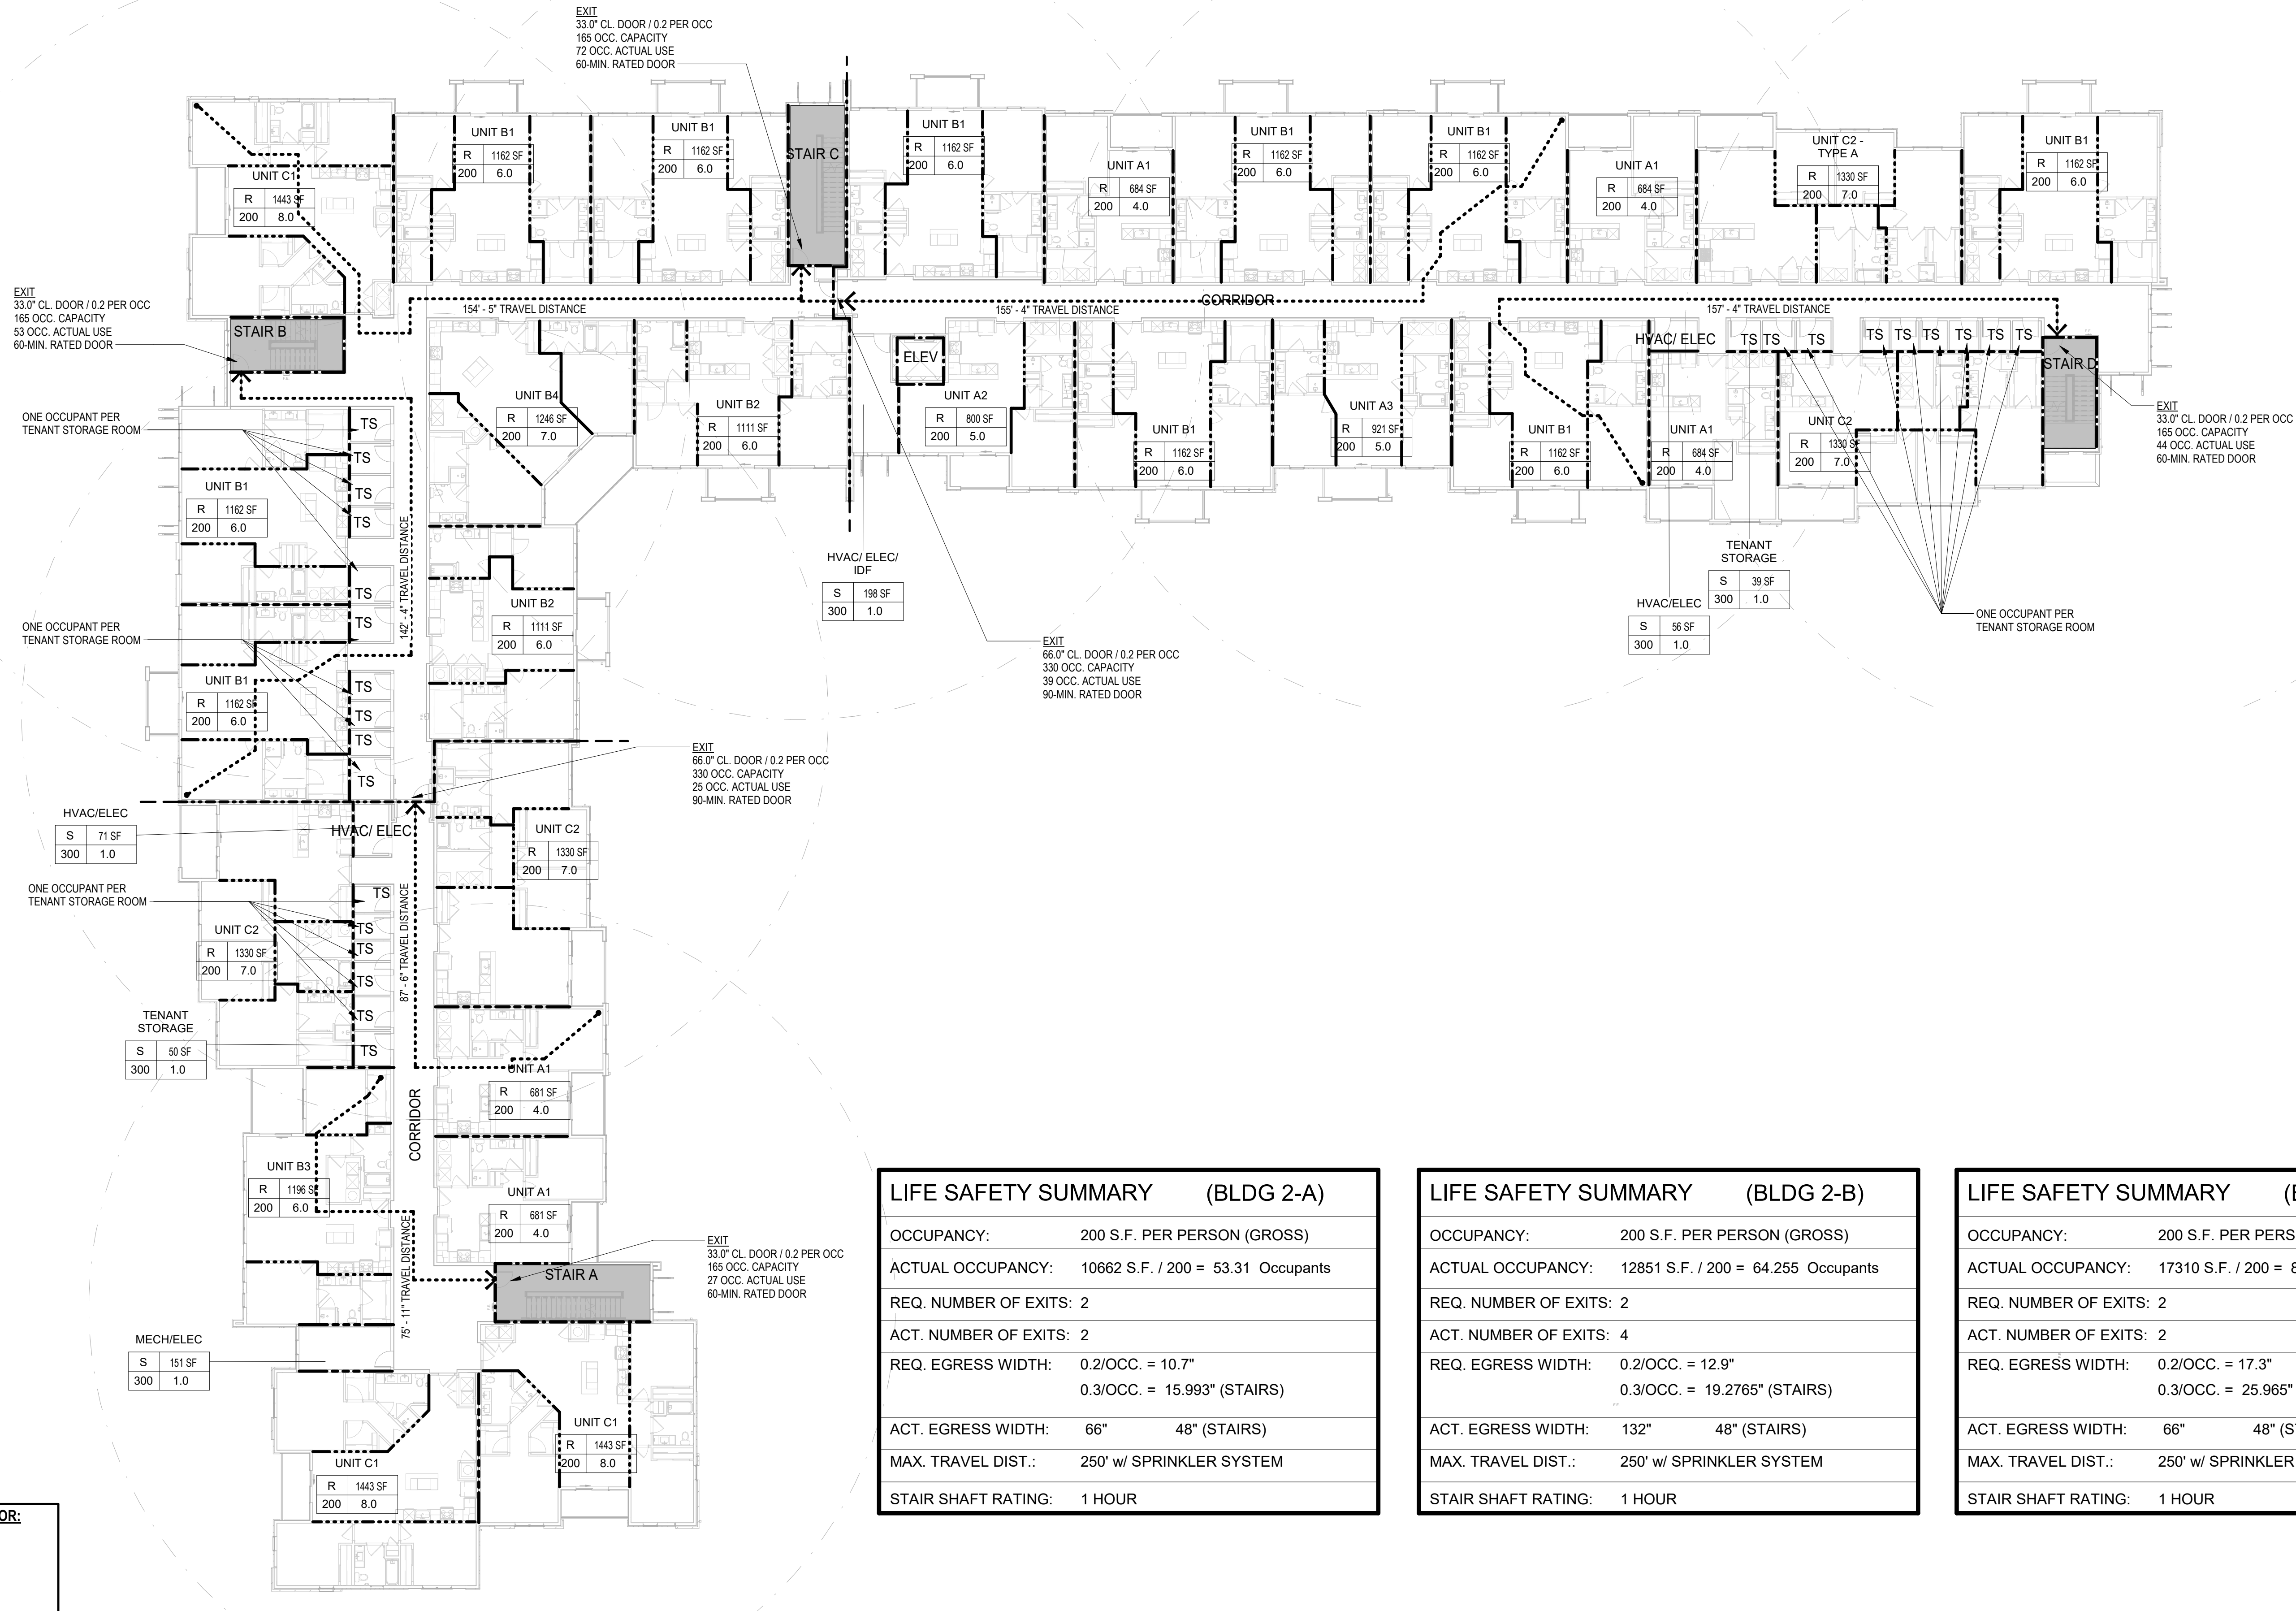 EXIT
33.0" CL. DOOR / 0.2 PER OCC
165 OCC. CAPACITY
72 OCC. ACTUAL USE
60-MIN. RATED DOOR
UNIT C1
R 1443 SF
200 8.0
UNIT B1
R 1162 SF
200 6.0
UNIT B1
R 1162 SF
200 6.0
STAIR C
UNIT B1
R 1162 SF
200 6.0
UNIT A1
R 684 SF
200 4.0
UNIT B1
R 1162 SF
200 6.0
UNIT B1
R 1162 SF
200 6.0
UNIT A1
R 684 SF
200 4.0
UNIT C2 -
TYPE A
R 1330 SF
200 7.0
UNIT B1
R 1162 SF
200 6.0
EXIT
33.0" CL. DOOR / 0.2 PER OCC
165 OCC. CAPACITY
53 OCC. ACTUAL USE
60-MIN. RATED DOOR
STAIR B
154' - 5" TRAVEL DISTANCE
155' - 4" TRAVEL DISTANCE
CORRIDOR
157' - 4" TRAVEL DISTANCE
ELEV
HVAC/ ELEC
TS
TS
TS
TS
TS
TS
TS
TS
TS
STAIR D
EXIT
33.0" CL. DOOR / 0.2 PER OCC
165 OCC. CAPACITY
44 OCC. ACTUAL USE
60-MIN. RATED DOOR
UNIT B4
R 1246 SF
200 7.0
UNIT B2
R 1111 SF
200 6.0
UNIT A2
R 800 SF
200 5.0
UNIT B1
R 1162 SF
200 6.0
UNIT A3
R 921 SF
200 5.0
UNIT B1
R 1162 SF
200 6.0
UNIT A1
R 684 SF
200 4.0
UNIT C2
R 1330 SF
200 7.0
ONE OCCUPANT PER
TENANT STORAGE ROOM
TS
TS
TS
TS
UNIT B1
R 1162 SF
200 6.0
142' - 4" TRAVEL DISTANCE
HVAC/ ELEC/
IDF
S 198 SF
300 1.0
TENANT
STORAGE
S 39 SF
300 1.0
HVAC/ELEC
S 56 SF
300 1.0
ONE OCCUPANT PER
TENANT STORAGE ROOM
TS
TS
UNIT B2
R 1111 SF
200 6.0
ONE OCCUPANT PER
TENANT STORAGE ROOM
EXIT
66.0" CL. DOOR / 0.2 PER OCC
330 OCC. CAPACITY
39 OCC. ACTUAL USE
90-MIN. RATED DOOR
UNIT B1
R 1162 SF
200 6.0
TS
TS
TS
TS
EXIT
66.0" CL. DOOR / 0.2 PER OCC
330 OCC. CAPACITY
25 OCC. ACTUAL USE
90-MIN. RATED DOOR
HVAC/ELEC
S 71 SF
300 1.0
HVAC/ ELEC
UNIT C2
R 1330 SF
200 7.0
ONE OCCUPANT PER
TENANT STORAGE ROOM
TS
TS
TS
TS
TS
TS
87' - 6" TRAVEL DISTANCE
UNIT C2
R 1330 SF
200 7.0
TENANT
STORAGE
S 50 SF
300 1.0
UNIT A1
R 681 SF
200 4.0
CORRIDOR
UNIT B3
R 1196 SF
200 6.0
UNIT A1
R 681 SF
200 4.0
75' - 11" TRAVEL DISTANCE
STAIR A
EXIT
33.0" CL. DOOR / 0.2 PER OCC
165 OCC. CAPACITY
27 OCC. ACTUAL USE
60-MIN. RATED DOOR
MECH/ELEC
S 151 SF
300 1.0
UNIT C1
R 1443 SF
200 8.0
UNIT C1
R 1443 SF
200 8.0
OR:
LIFE SAFETY SUMMARY (BLDG 2-A)
OCCUPANCY: 200 S.F. PER PERSON (GROSS)
ACTUAL OCCUPANCY: 10662 S.F. / 200 = 53.31 Occupants
REQ. NUMBER OF EXITS: 2
ACT. NUMBER OF EXITS: 2
REQ. EGRESS WIDTH: 0.2/OCC. = 10.7"
0.3/OCC. = 15.993" (STAIRS)
ACT. EGRESS WIDTH: 66" 48" (STAIRS)
MAX. TRAVEL DIST.: 250' w/ SPRINKLER SYSTEM
STAIR SHAFT RATING: 1 HOUR
LIFE SAFETY SUMMARY (BLDG 2-B)
OCCUPANCY: 200 S.F. PER PERSON (GROSS)
ACTUAL OCCUPANCY: 12851 S.F. / 200 = 64.255 Occupants
REQ. NUMBER OF EXITS: 2
ACT. NUMBER OF EXITS: 4
REQ. EGRESS WIDTH: 0.2/OCC. = 12.9"
0.3/OCC. = 19.2765" (STAIRS)
ACT. EGRESS WIDTH: 132" 48" (STAIRS)
MAX. TRAVEL DIST.: 250' w/ SPRINKLER SYSTEM
STAIR SHAFT RATING: 1 HOUR
LIFE SAFETY SUMMARY
OCCUPANCY: 200 S.F. PER
ACTUAL OCCUPANCY: 17310 S.F. / 200 =
REQ. NUMBER OF EXITS: 2
ACT. NUMBER OF EXITS: 2
REQ. EGRESS WIDTH: 0.2/OCC. = 17.3"
0.3/OCC. = 25.965"
ACT. EGRESS WIDTH: 66" 48"
MAX. TRAVEL DIST.: 250' w/ SPRINKLER
STAIR SHAFT RATING: 1 HOUR